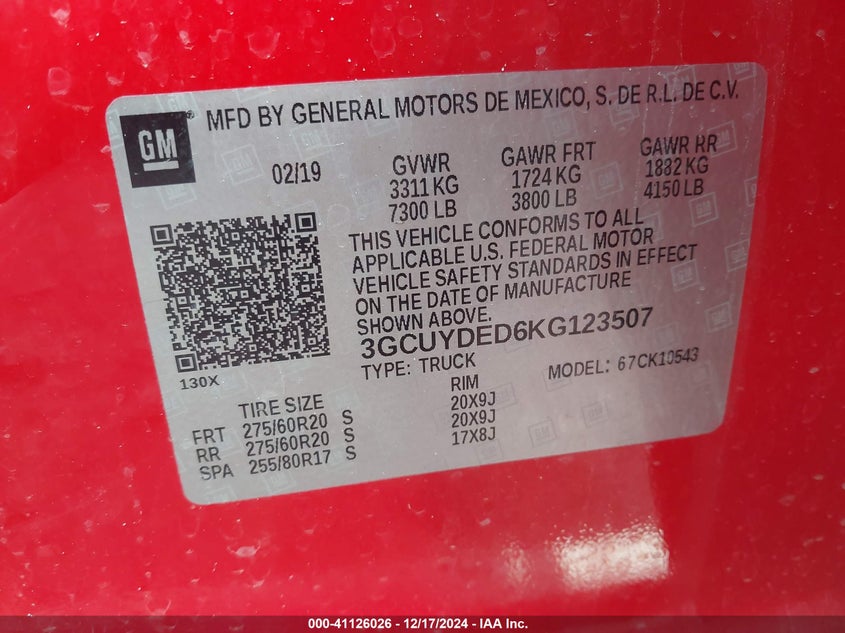 GM ®
MFD BY GENERAL MOTORS DE MEXICO, S. DE R.L. DE C.V.
02/19
GVWR
3311 KG
7300 LB
GAWR FRT
1724 KG
3800 LB
GAWR RR
1882 KG
4150 LB
THIS VEHICLE CONFORMS TO ALL
APPLICABLE U.S. FEDERAL MOTOR
VEHICLE SAFETY STANDARDS IN EFFECT
ON THE DATE OF MANUFACTURE
SHOWN ABOVE.
3GCUYDED6KG123507
TYPE: TRUCK
MODEL: 67CK10543
130X
TIRE SIZE
RIM
FRT 275/60R20 S 20X9J
RR 275/60R20 S 20X9J
SPA 255/80R17 S 17X8J
000-41126026 - 12/17/2024 - IAA Inc.